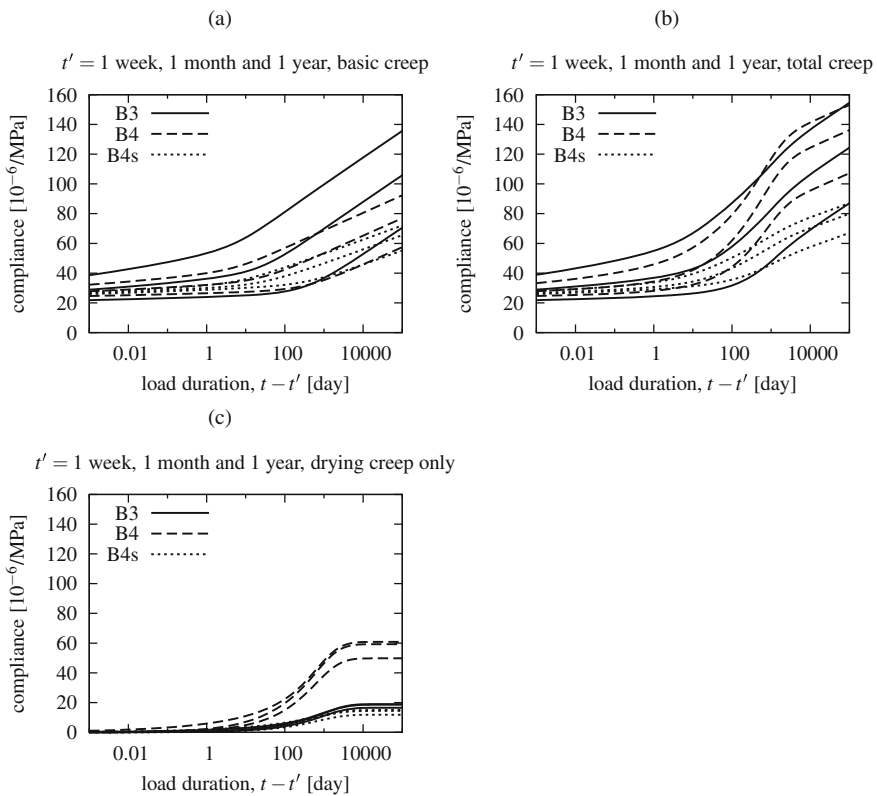 (a)
t′ = 1 week, 1 month and 1 year, basic creep
compliance [10⁻⁶/MPa]
160
140
120
100
80
60
40
20
0
B3
B4
B4s
0.01 1 100 10000
load duration, t − t′ [day]
(b)
t′ = 1 week, 1 month and 1 year, total creep
compliance [10⁻⁶/MPa]
160
140
120
100
80
60
40
20
0
B3
B4
B4s
0.01 1 100 10000
load duration, t − t′ [day]
(c)
t′ = 1 week, 1 month and 1 year, drying creep only
compliance [10⁻⁶/MPa]
160
140
120
100
80
60
40
20
0
B3
B4
B4s
0.01 1 100 10000
load duration, t − t′ [day]